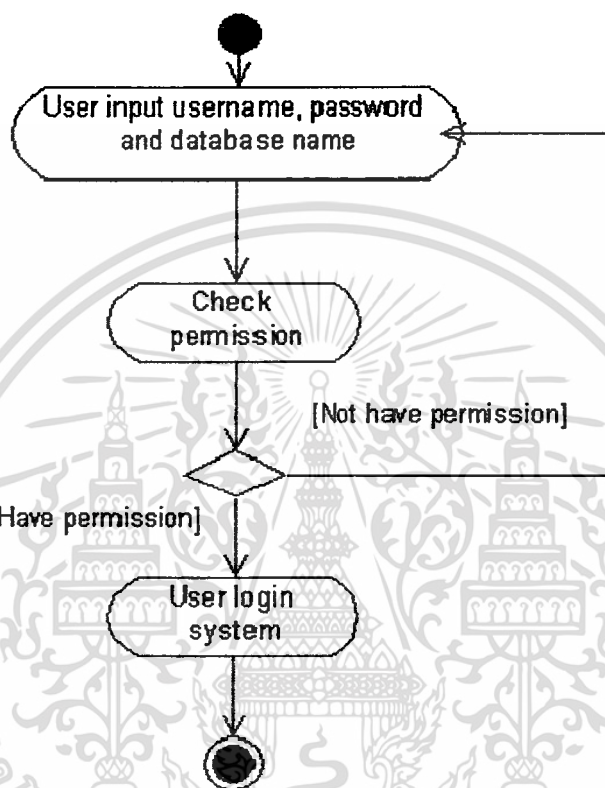 User input username, password
and database name
Check
permission
[Not have permission]
Have permission]
User login
system